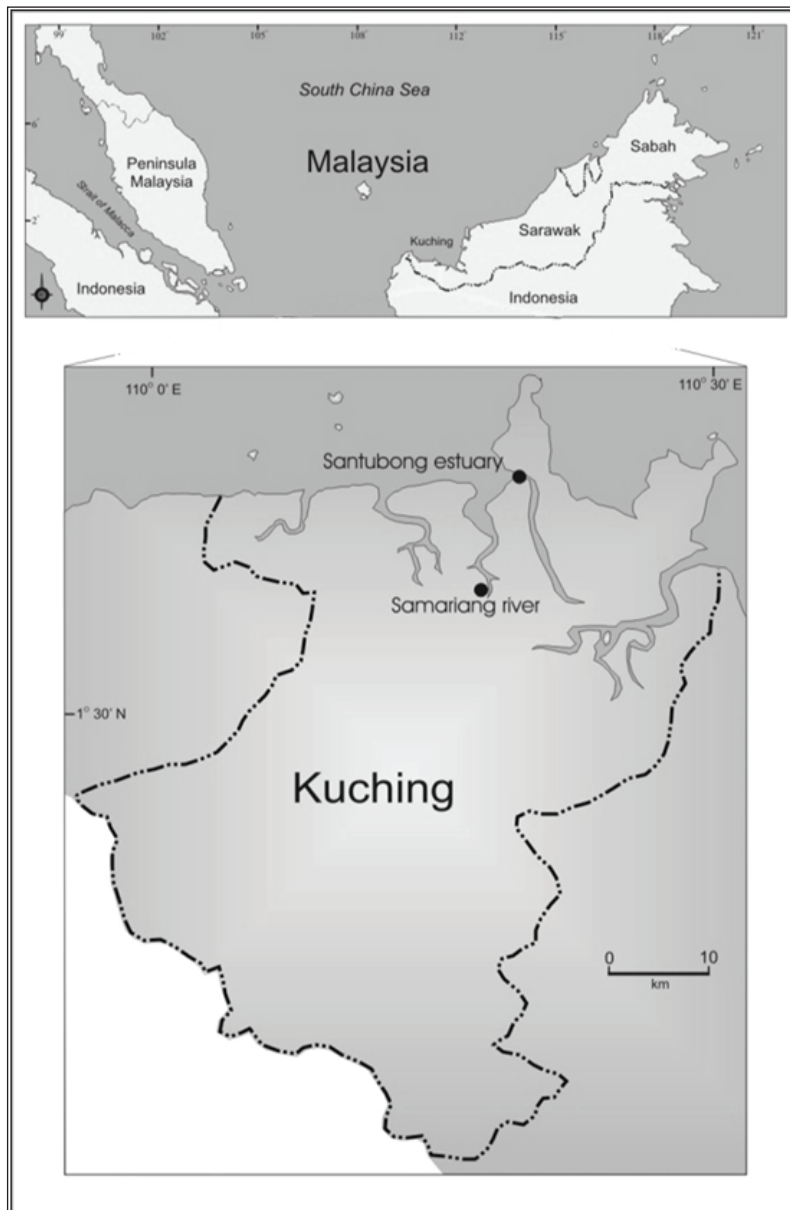 99° 102° 105° 108° 112° 115° 118° 121°
South China Sea
6°
Sabah
Peninsula
Malaysia
Malaysia
Strait of Malacca
2°
Kuching
Sarawak
Indonesia
Indonesia
110° 0' E
110° 30' E
Santubong estuary
Samariang river
1° 30' N
Kuching
0 10
km